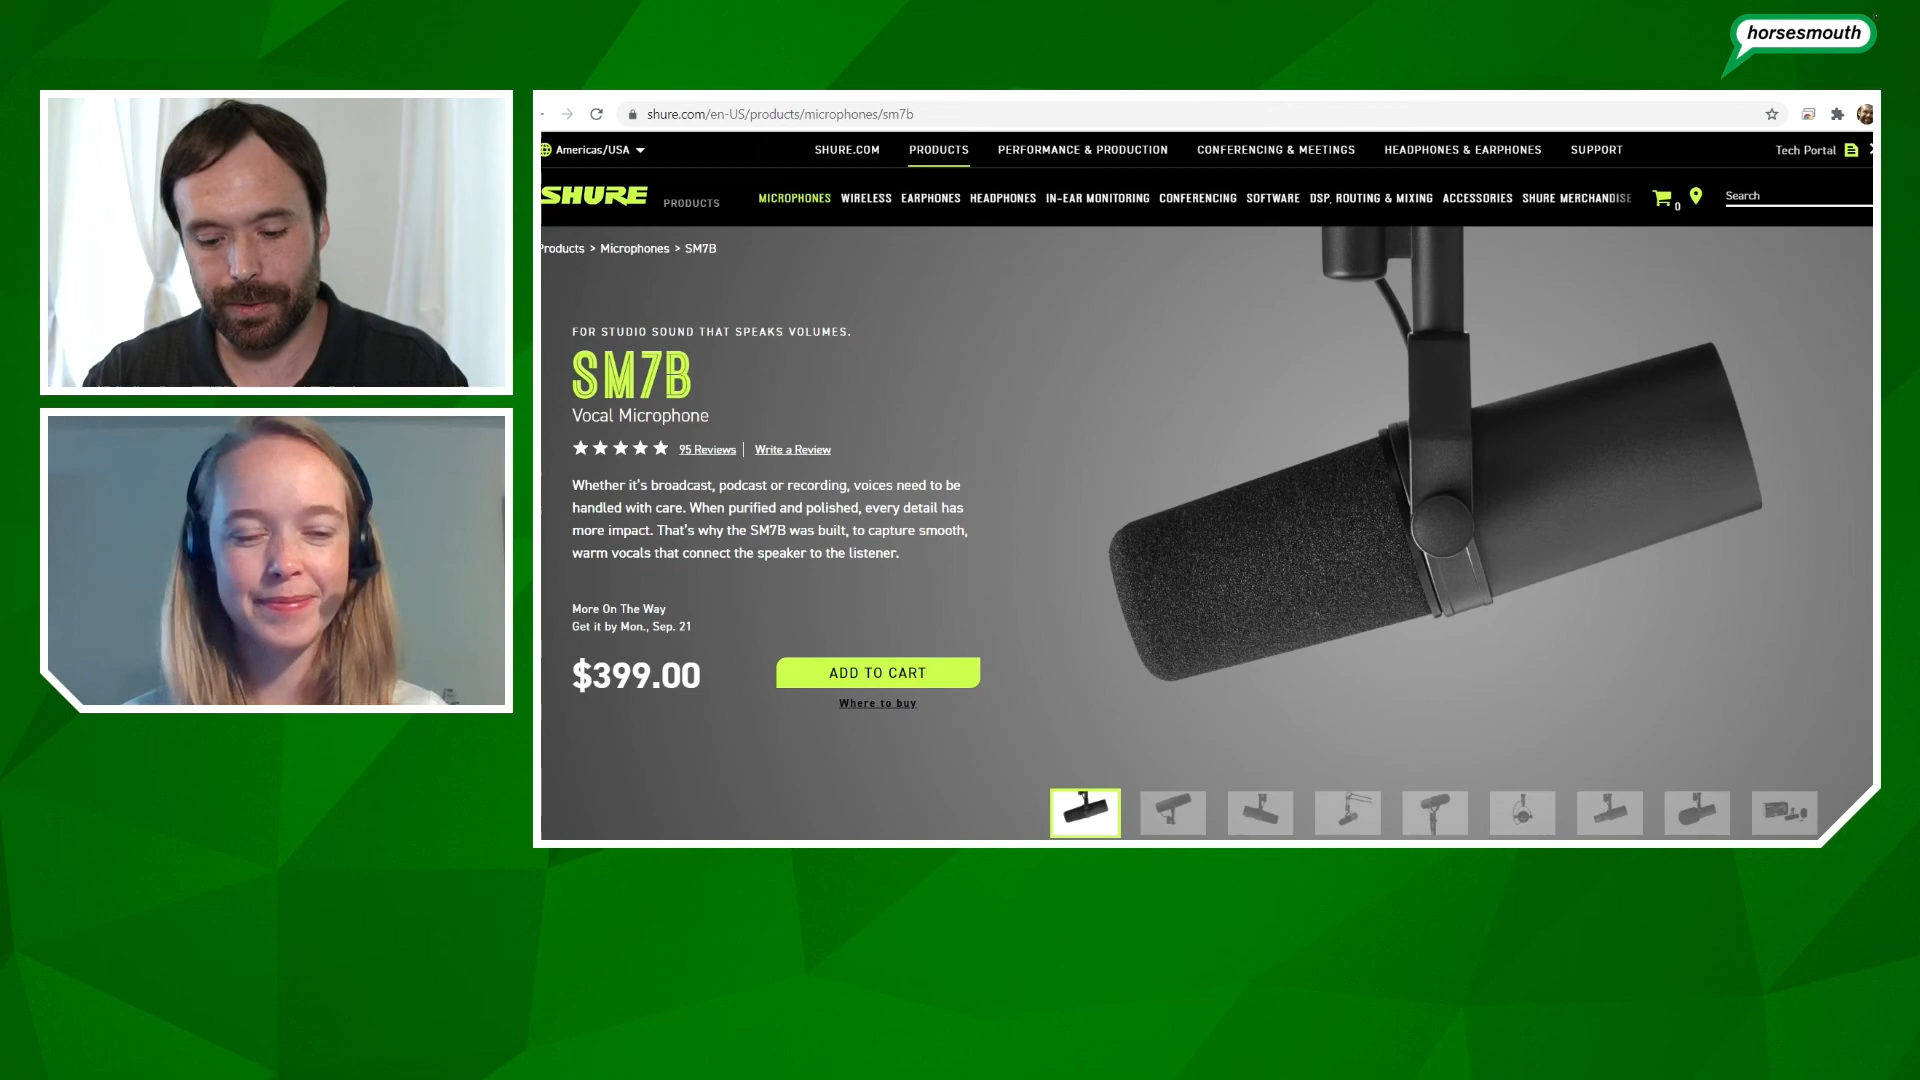 horsesmouth
shure.com/en-US/products/microphones/sm7b
Americas/USA
SHURE.COM
PRODUCTS
PERFORMANCE & PRODUCTION
CONFERENCING & MEETINGS
HEADPHONES & EARPHONES
SUPPORT
Tech Portal
SHURE
PRODUCTS
MICROPHONES
WIRELESS
EARPHONES
HEADPHONES
IN-EAR MONITORING
CONFERENCING
SOFTWARE
DSP, ROUTING & MIXING
ACCESSORIES
SHURE MERCHANDISE
0
Search
Products > Microphones > SM7B
FOR STUDIO SOUND THAT SPEAKS VOLUMES.
SM7B
Vocal Microphone
95 Reviews
Write a Review
Whether it's broadcast, podcast or recording, voices need to be
handled with care. When purified and polished, every detail has
more impact. That's why the SM7B was built, to capture smooth,
warm vocals that connect the speaker to the listener.
More On The Way
Get it by Mon., Sep. 21
$399.00
ADD TO CART
Where to buy